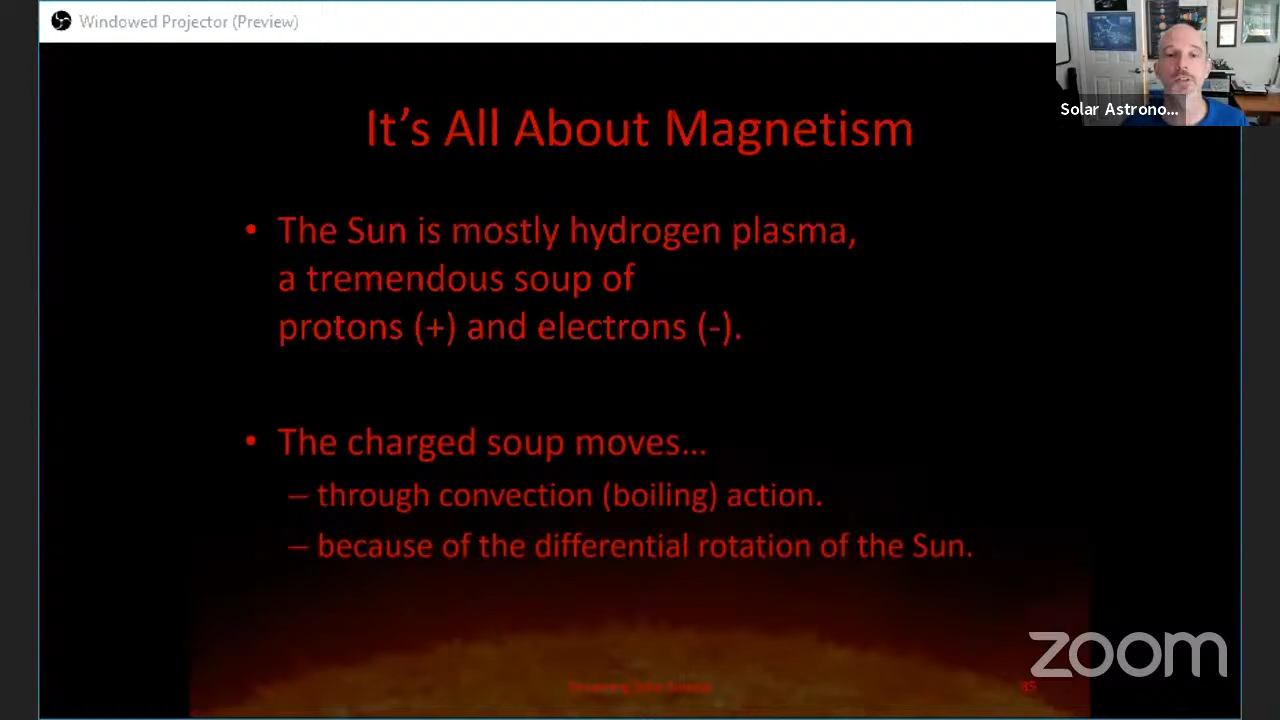 Windowed Projector (Preview)
Solar Astrono...
It's All About Magnetism
• The Sun is mostly hydrogen plasma,
a tremendous soup of
protons (+) and electrons (-).
• The charged soup moves...
– through convection (boiling) action.
– because of the differential rotation of the Sun.
zoom